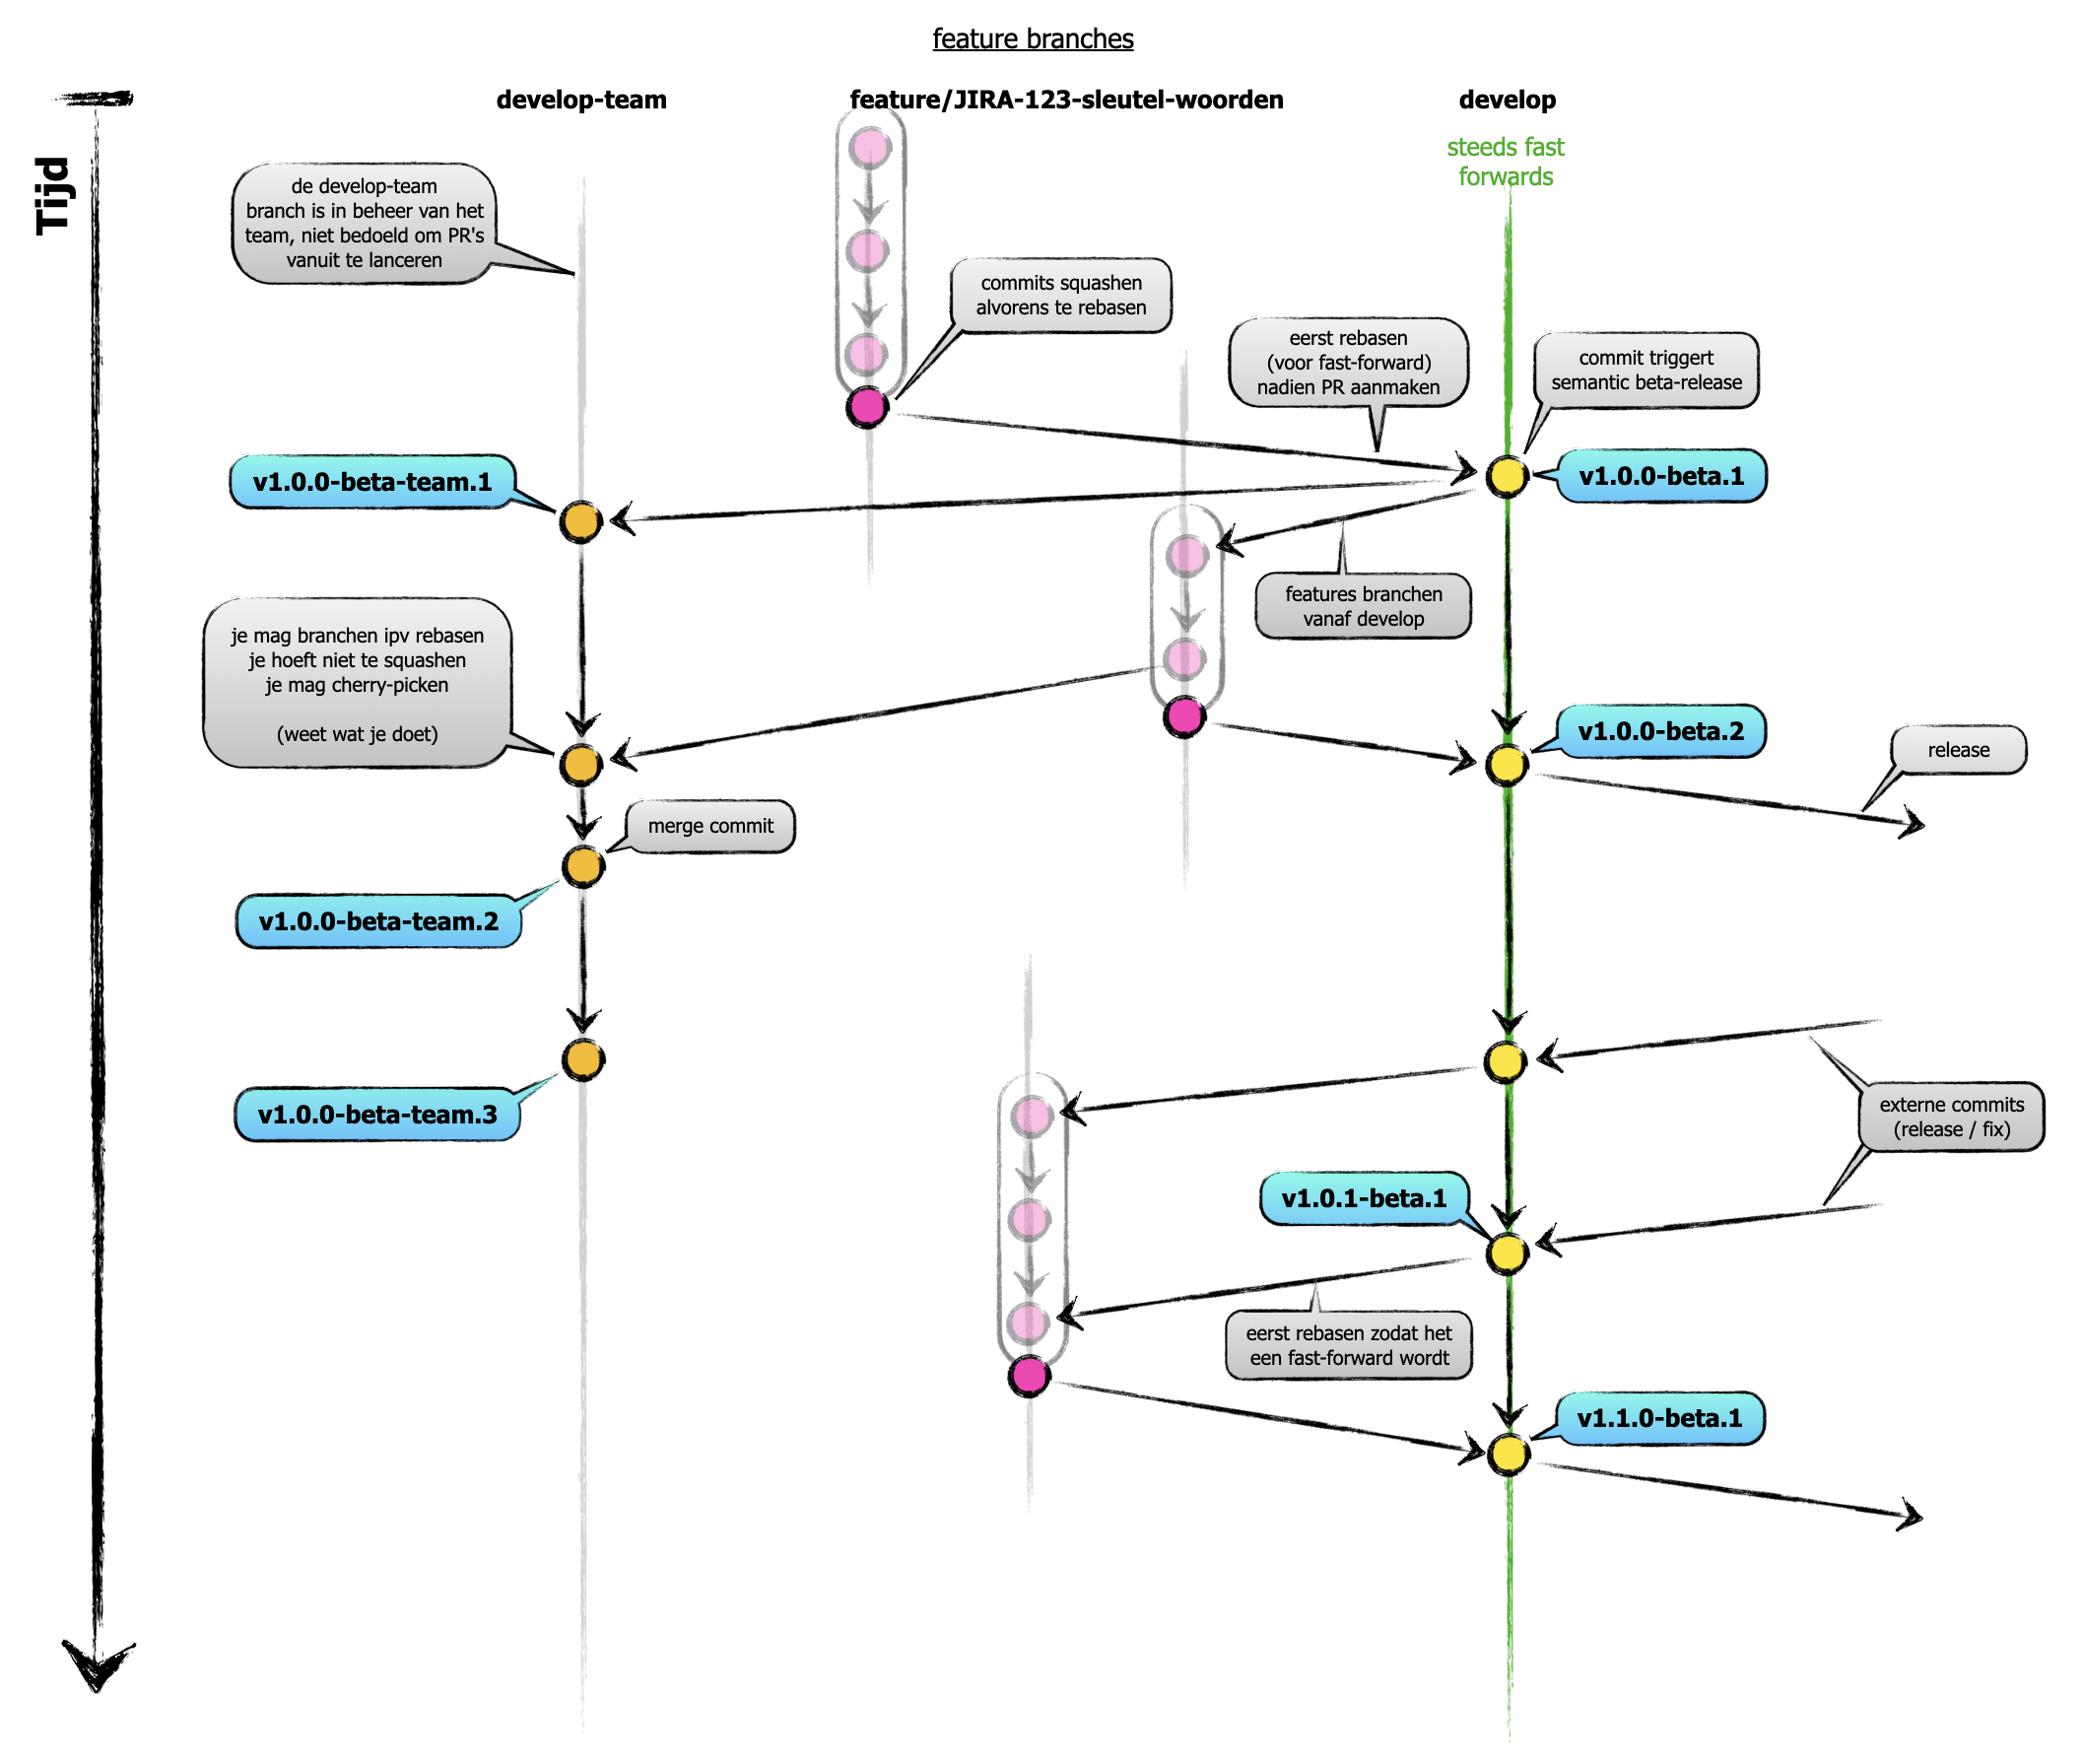 feature branches
develop-team
feature/JIRA-123-sleutel-woorden
develop
steeds fast
forwards
Tijd
de develop-team
branch is in beheer van het
team, niet bedoeld om PR's
vanuit te lanceren
commits squashen
alvorens te rebasen
eerst rebasen
(voor fast-forward)
nadien PR aanmaken
commit triggert
semantic beta-release
v1.0.0-beta-team.1
v1.0.0-beta.1
features branchen
vanaf develop
je mag branchen ipv rebasen
je hoeft niet te squashen
je mag cherry-picken
(weet wat je doet)
v1.0.0-beta.2
release
merge commit
v1.0.0-beta-team.2
v1.0.0-beta-team.3
externe commits
(release / fix)
v1.0.1-beta.1
eerst rebasen zodat het
een fast-forward wordt
v1.1.0-beta.1